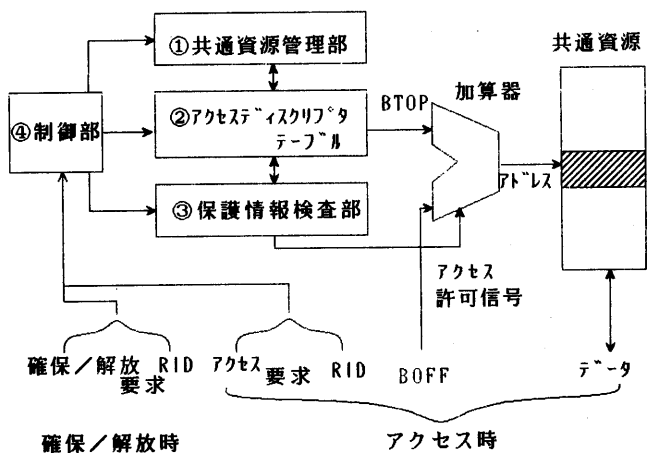 ①共通資源管理部
共通資源
②アクセスディスクリプタ
テーブル
BTOP
加算器
④制御部
アドレス
③保護情報検査部
アクセス
許可信号
確保/解放 RID
要求
アクセス
要求 RID
BOFF
データ
確保/解放時
アクセス時